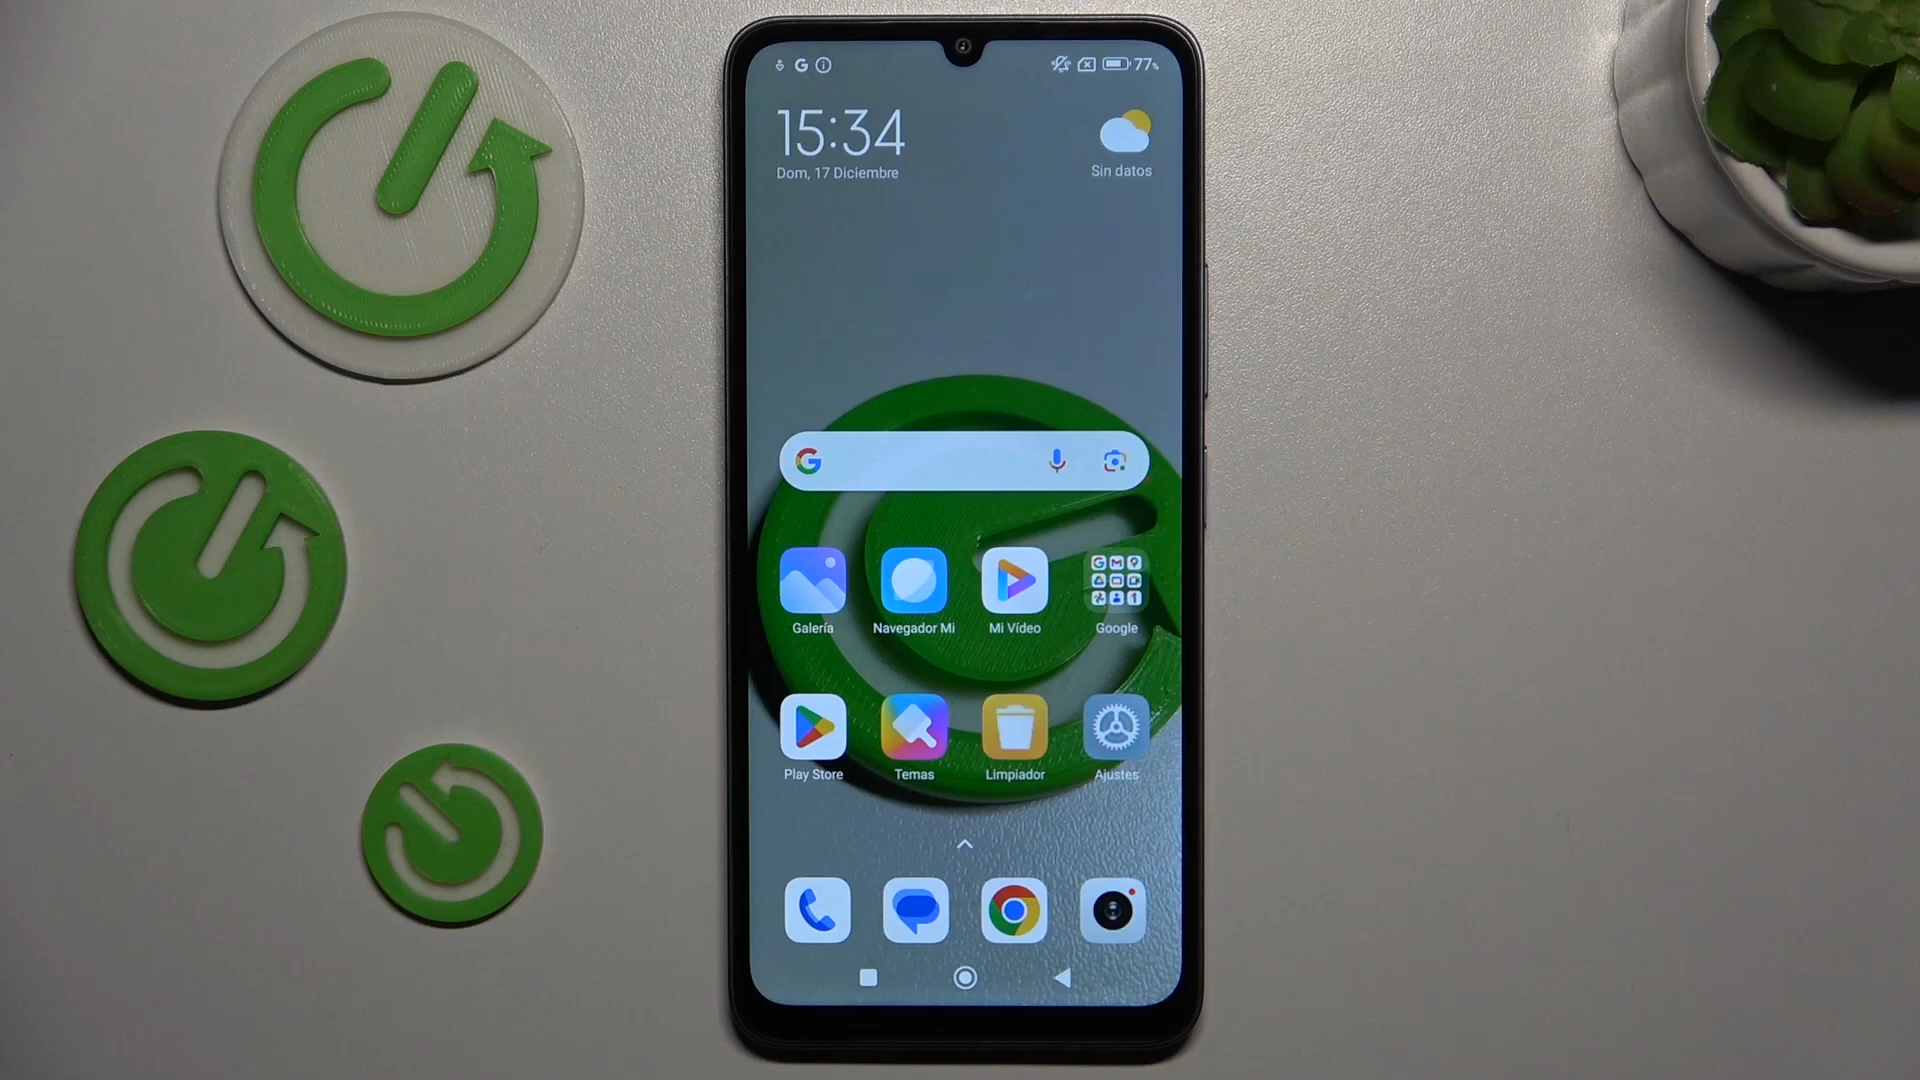 77%
15:34
Dom, 17 Diciembre
Sin datos
Galería
Navegador Mi
Mi Vídeo
Google
Play Store
Temas
Limpiador
Ajustes